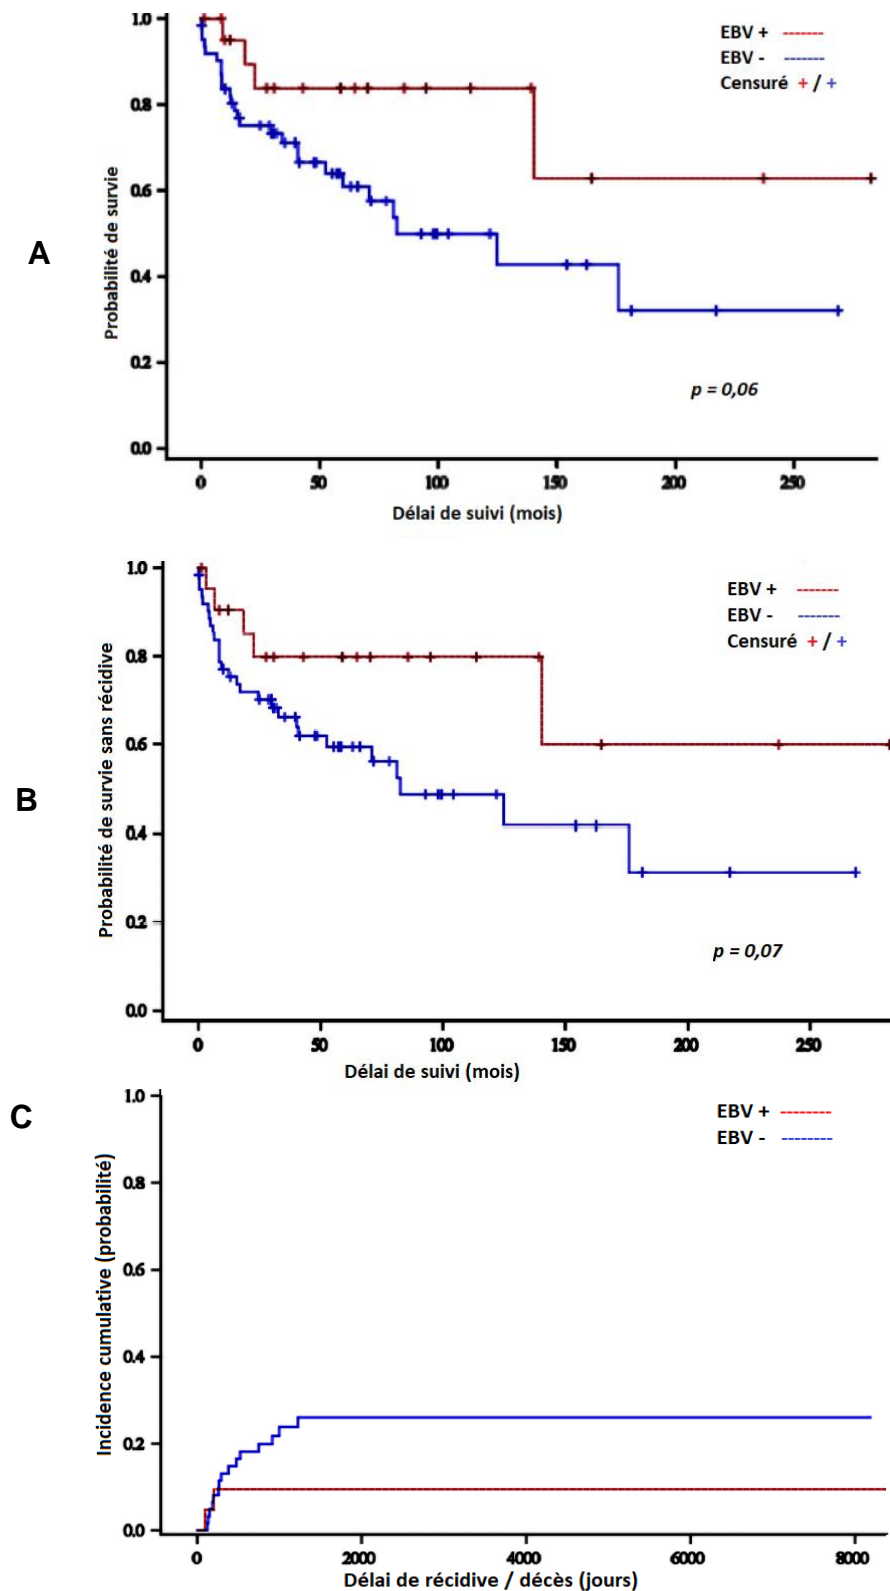 A
1.0
0.8
0.6
0.4
0.2
0.0
Probabilité de survie
EBV +
EBV -
Censuré + / +
p = 0,06
0 50 100 150 200 250
Délai de suivi (mois)
B
1.0
0.8
0.6
0.4
0.2
0.0
Probabilité de survie sans récidive
EBV +
EBV -
Censuré + / +
p = 0,07
0 50 100 150 200 250
Délai de suivi (mois)
C
1.0
0.8
0.6
0.4
0.2
0.0
Incidence cumulative (probabilité)
EBV +
EBV -
0 2000 4000 6000 8000
Délai de récidive / décès (jours)